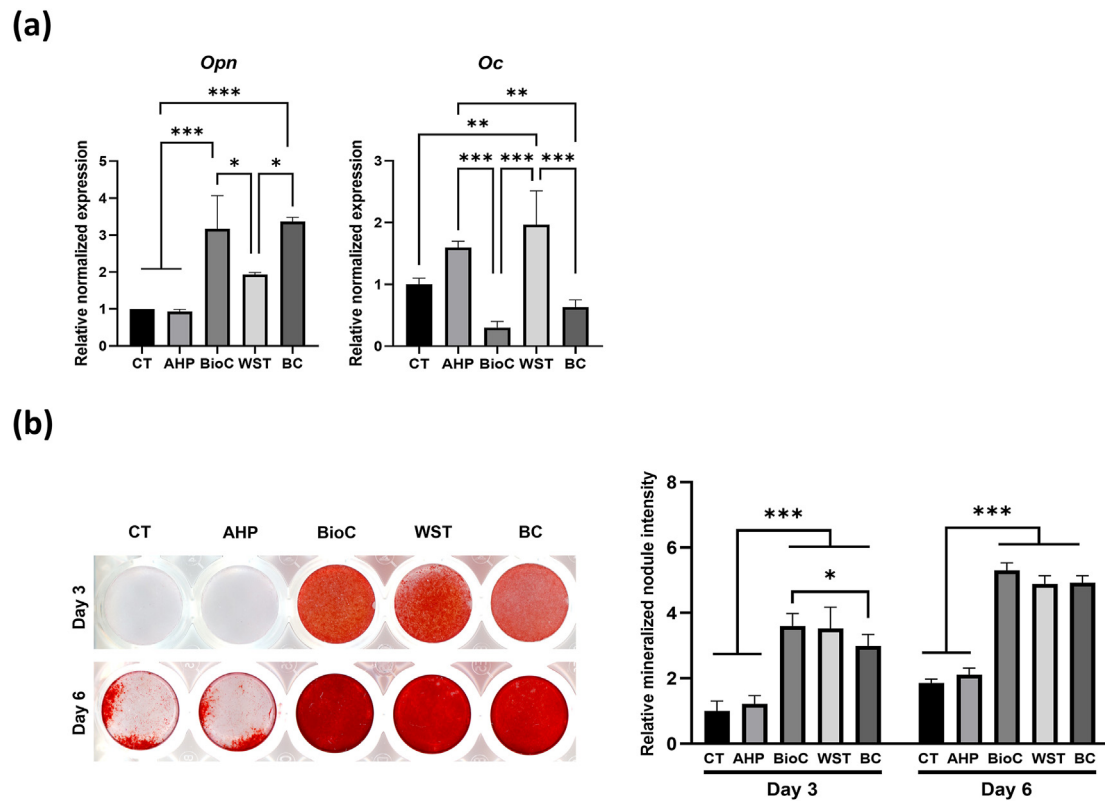 (a)
Opn
Relative normalized expression
5
4
3
2
1
0
***
***
*
*
CT AHP BioC WST BC
Oc
Relative normalized expression
3
2
1
0
**
**
***
***
***
CT AHP BioC WST BC
(b)
CT AHP BioC WST BC
Day 3
Day 6
Relative mineralized nodule intensity
8
6
4
2
0
***
*
***
CT AHP BioC WST BC CT AHP BioC WST BC
Day 3 Day 6